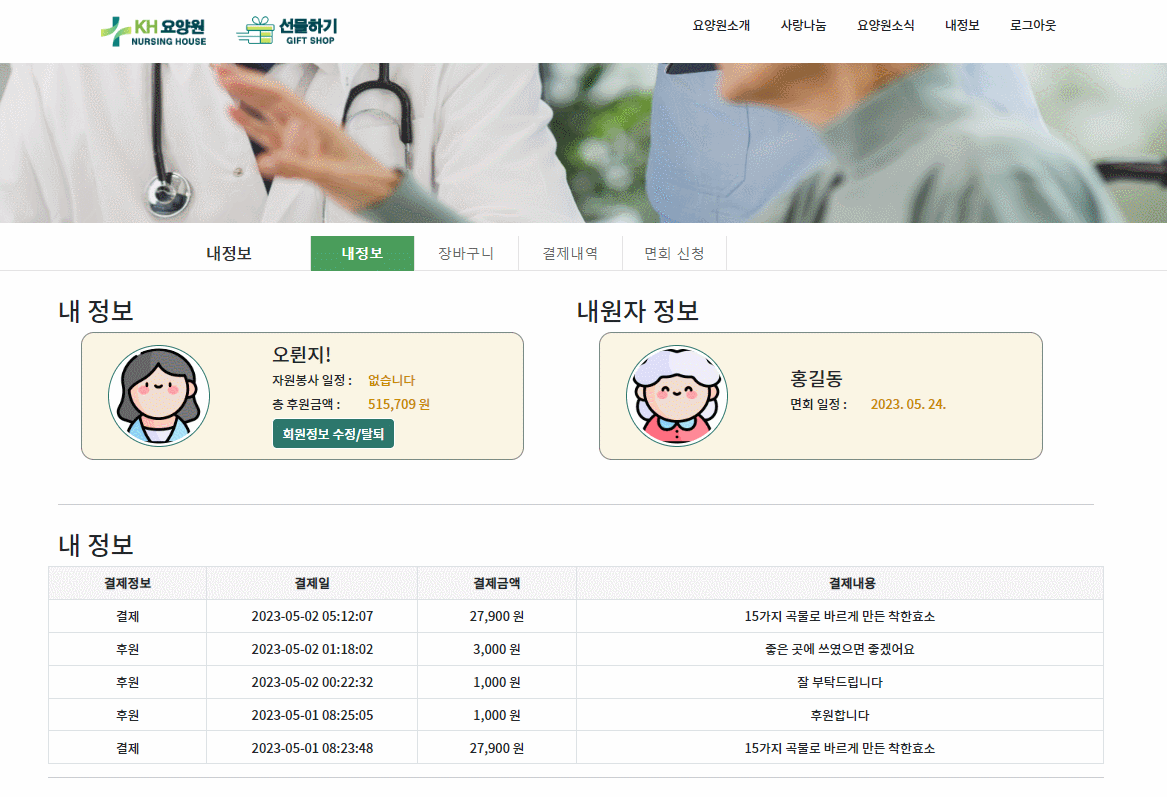 KH 요양원
NURSING HOUSE
선물하기
GIFT SHOP
요양원소개 사랑나눔 요양원소식 내정보 로그아웃
내정보 내정보 장바구니 결제내역 면회 신청
내 정보
오륀지!
자원봉사 일정 : 없습니다
총 후원금액 : 515,709 원
회원정보 수정/탈퇴
내원자 정보
홍길동
면회 일정 : 2023. 05. 24.
내 정보
결제정보 결제일 결제금액 결제내용
결제 2023-05-02 05:12:07 27,900 원 15가지 곡물로 바르게 만든 착한효소
후원 2023-05-02 01:18:02 3,000 원 좋은 곳에 쓰였으면 좋겠어요
후원 2023-05-02 00:22:32 1,000 원 잘 부탁드립니다
후원 2023-05-01 08:25:05 1,000 원 후원합니다
결제 2023-05-01 08:23:48 27,900 원 15가지 곡물로 바르게 만든 착한효소